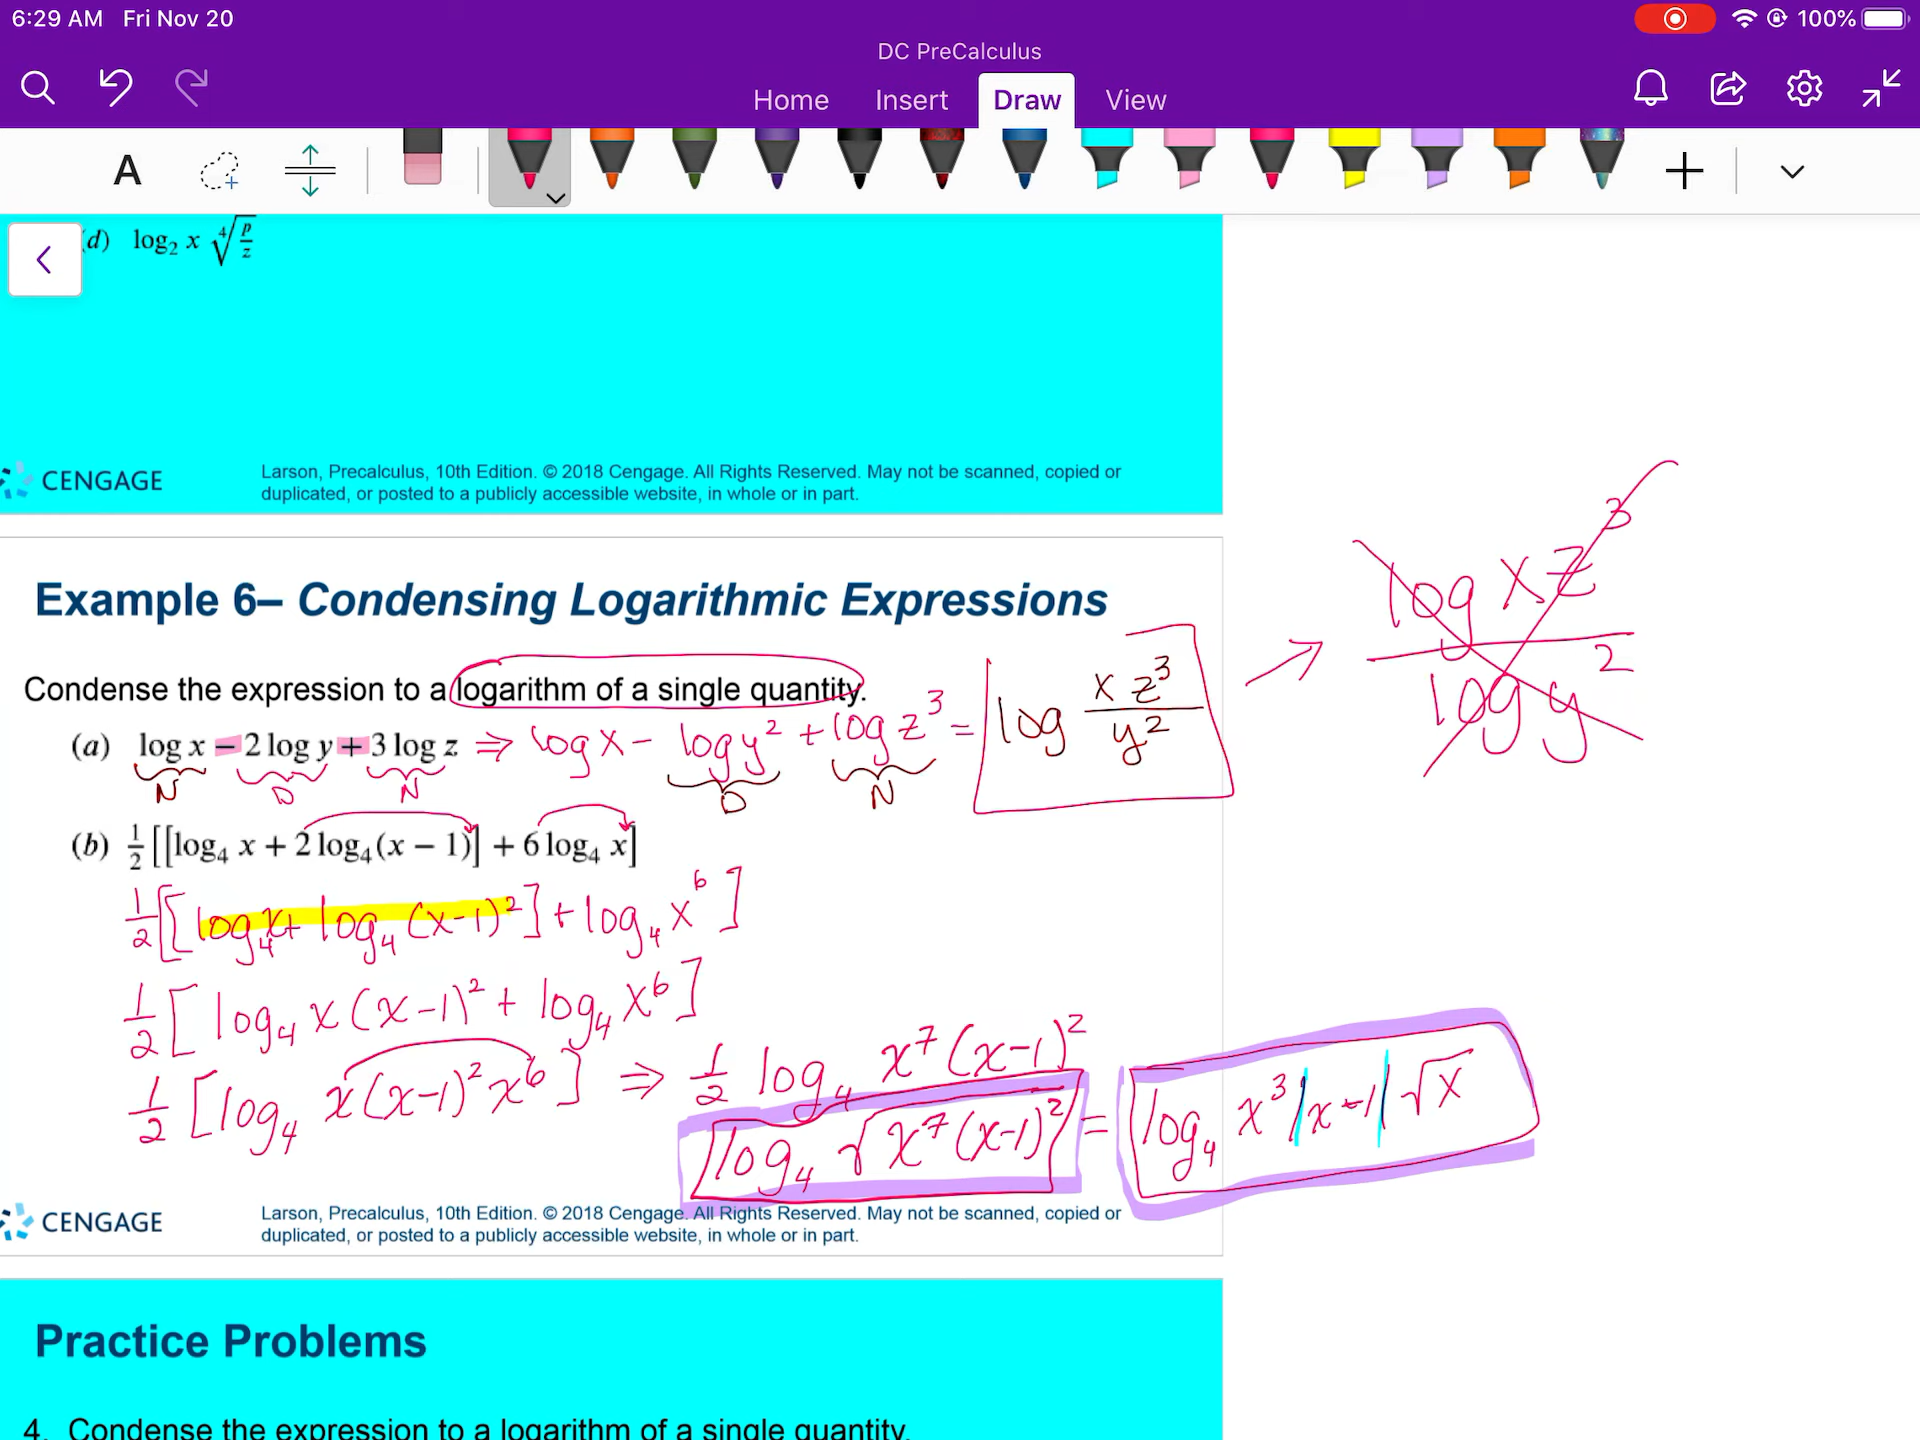 6:29 AM Fri Nov 20
100%
DC PreCalculus
Home Insert Draw View
A
(d) log₂ x ∜(p/z)
CENGAGE
Larson, Precalculus, 10th Edition. © 2018 Cengage. All Rights Reserved. May not be scanned, copied or
duplicated, or posted to a publicly accessible website, in whole or in part.
Example 6– Condensing Logarithmic Expressions
Condense the expression to a logarithm of a single quantity.
(a) log x − 2 log y + 3 log z ⇒ log x − log y² + log z³ = log xz³/y² → log xz³ / log y²
N D N D N
(b) ½ [[log₄ x + 2 log₄(x − 1)] + 6 log₄ x]
½ [[log₄ x + log₄ (x−1)²] + log₄ x⁶]
½ [log₄ x(x−1)² + log₄ x⁶]
½ [log₄ x(x−1)² x⁶] ⇒ ½ log₄ x⁷(x−1)²
log₄ √(x⁷(x−1)²) = log₄ x³|x−1|√x
CENGAGE
Larson, Precalculus, 10th Edition. © 2018 Cengage. All Rights Reserved. May not be scanned, copied or
duplicated, or posted to a publicly accessible website, in whole or in part.
Practice Problems
4. Condense the expression to a logarithm of a single quantity.